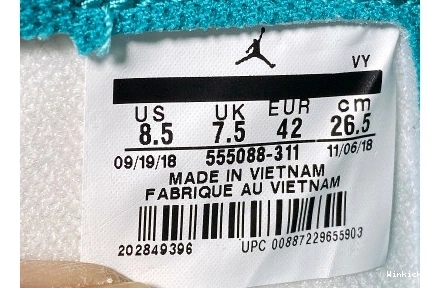 VY
US UK EUR cm
8.5 7.5 42 26.5
09/19/18 555088-311 11/06/18
MADE IN VIETNAM
FABRIQUE AU VIETNAM
202849396 UPC 00887229655903